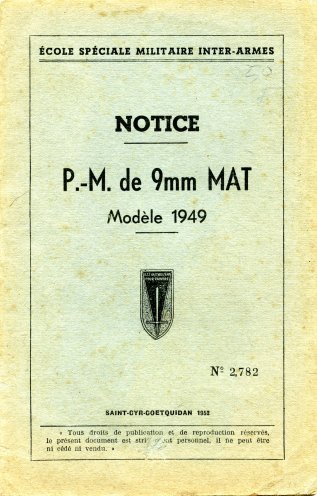 ÉCOLE SPÉCIALE MILITAIRE INTER-ARMES
NOTICE
P.-M. de 9mm MAT
Modèle 1949
Nº 2,782
SAINT-CYR-COETQUIDAN 1952
« Tous droits de publication et de reproduction réservés,
le présent document est personnel, il ne peut être
ni cédé ni vendu. »